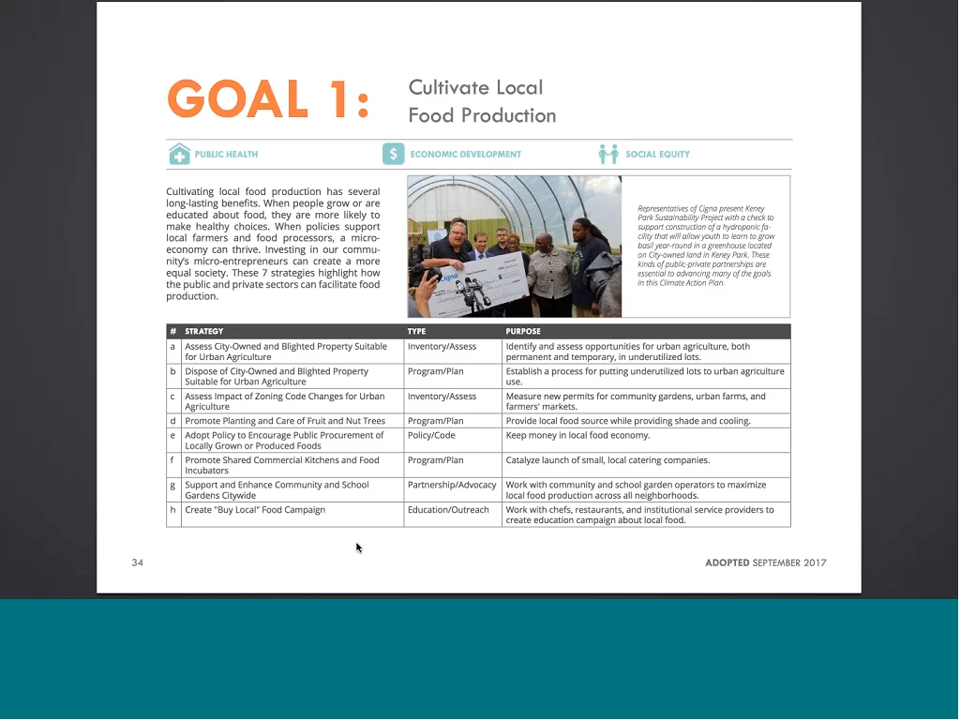 GOAL 1:
Cultivate Local
Food Production
PUBLIC HEALTH
ECONOMIC DEVELOPMENT
SOCIAL EQUITY
Cultivating local food production has several
long-lasting benefits. When people grow or are
educated about food, they are more likely to
make healthy choices. When policies support
local farmers and food processors, a micro-
economy can thrive. Investing in our commu-
nity's micro-entrepreneurs can create a more
equal society. These 7 strategies highlight how
the public and private sectors can facilitate food
production.
Cigna
Representatives of Cigna present Keney
Park Sustainability Project with a check to
support construction of a hydroponic fa-
cility that will allow youth to learn to grow
basil year-round in a greenhouse located
on City-owned land in Keney Park. These
kinds of public-private partnerships are
essential to advancing many of the goals
in this Climate Action Plan.
# STRATEGY TYPE PURPOSE
a Assess City-Owned and Blighted Property Suitable Inventory/Assess Identify and assess opportunities for urban agriculture, both
for Urban Agriculture permanent and temporary, in underutilized lots.
b Dispose of City-Owned and Blighted Property Program/Plan Establish a process for putting underutilized lots to urban agriculture
Suitable for Urban Agriculture use.
c Assess Impact of Zoning Code Changes for Urban Inventory/Assess Measure new permits for community gardens, urban farms, and
Agriculture farmers' markets.
d Promote Planting and Care of Fruit and Nut Trees Program/Plan Provide local food source while providing shade and cooling.
e Adopt Policy to Encourage Public Procurement of Policy/Code Keep money in local food economy.
Locally Grown or Produced Foods
f Promote Shared Commercial Kitchens and Food Program/Plan Catalyze launch of small, local catering companies.
Incubators
g Support and Enhance Community and School Partnership/Advocacy Work with community and school garden operators to maximize
Gardens Citywide local food production across all neighborhoods.
h Create "Buy Local" Food Campaign Education/Outreach Work with chefs, restaurants, and institutional service providers to
create education campaign about local food.
34
ADOPTED SEPTEMBER 2017